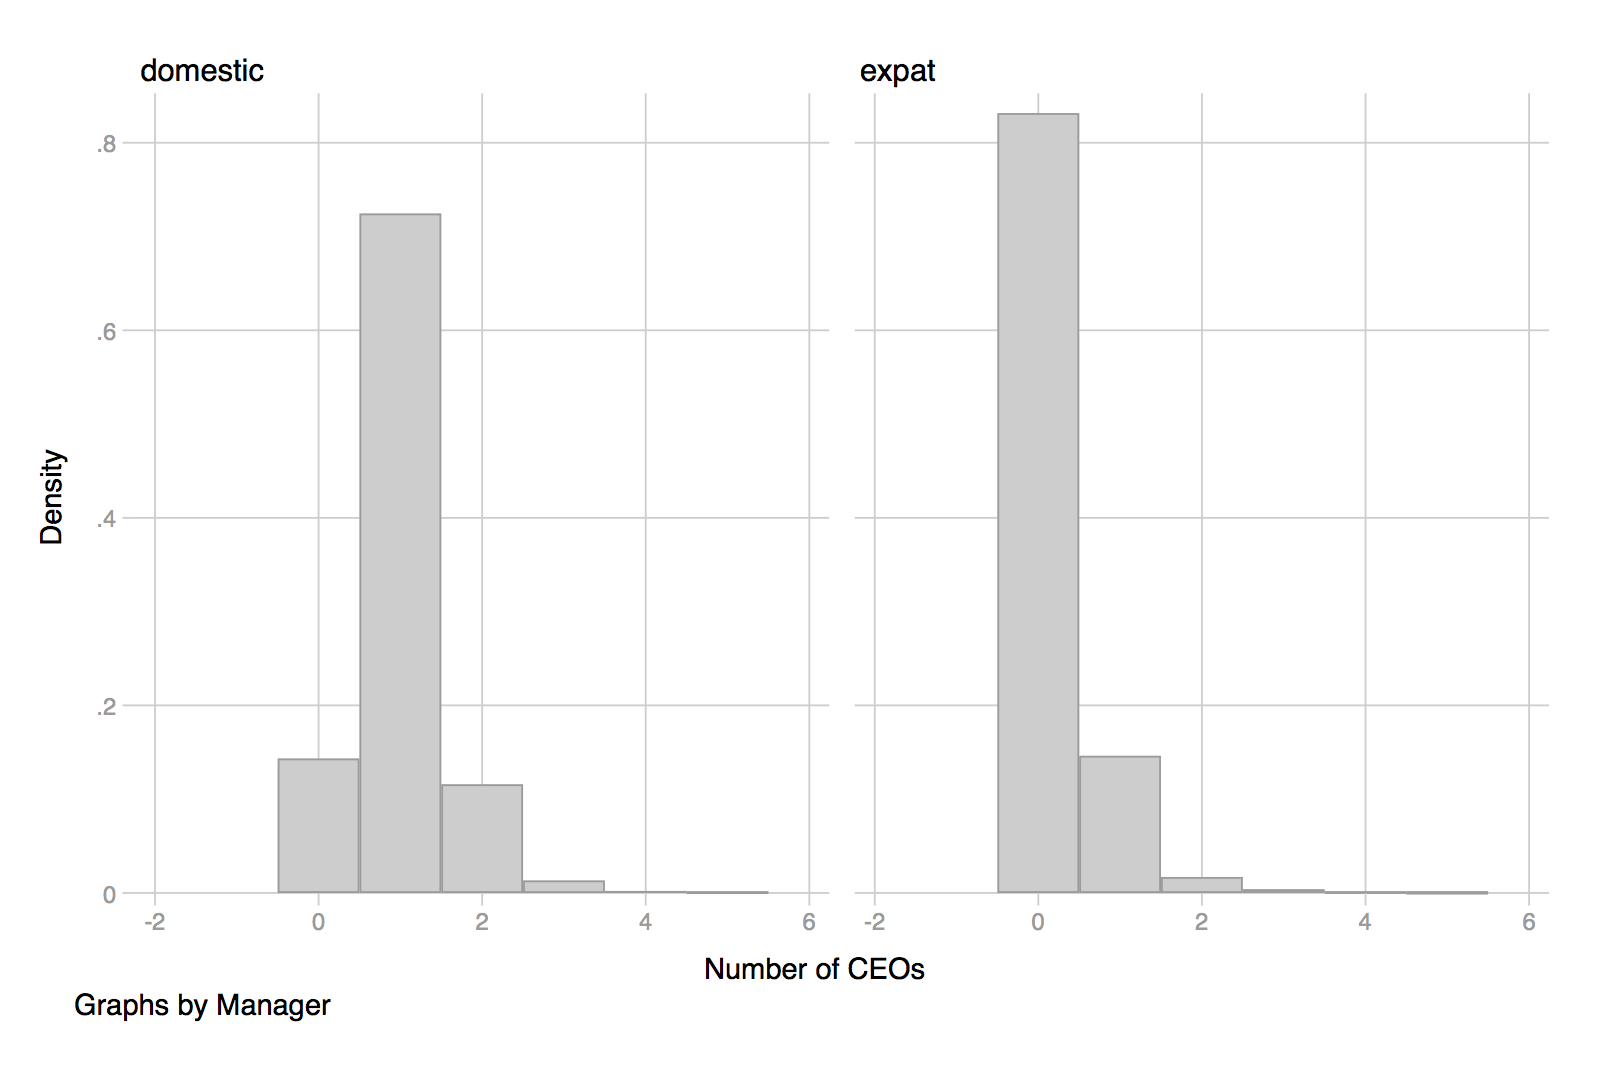 domestic
expat
Density
.8
.6
.4
.2
0
-2 0 2 4 6
-2 0 2 4 6
Number of CEOs
Graphs by Manager